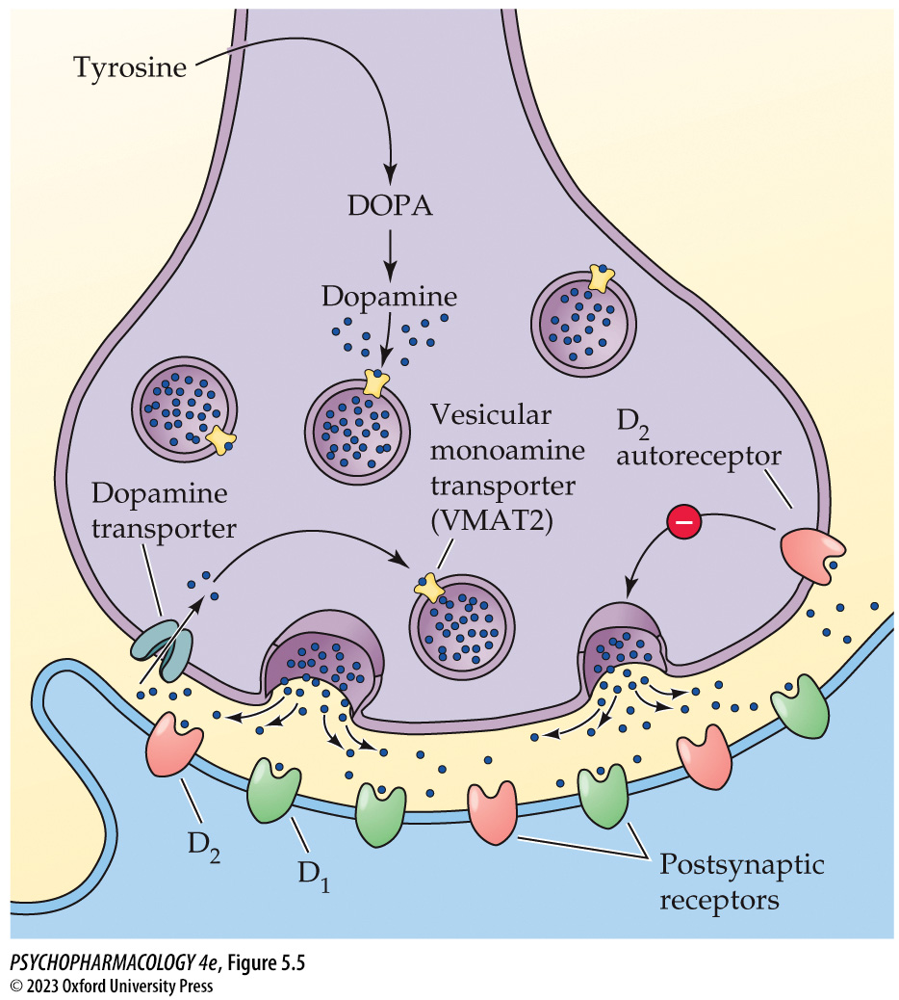 Tyrosine
DOPA
Dopamine
Vesicular
monoamine
transporter
(VMAT2)
D₂
autoreceptor
Dopamine
transporter
−
D₂
D₁
Postsynaptic
receptors
PSYCHOPHARMACOLOGY 4e, Figure 5.5
© 2023 Oxford University Press